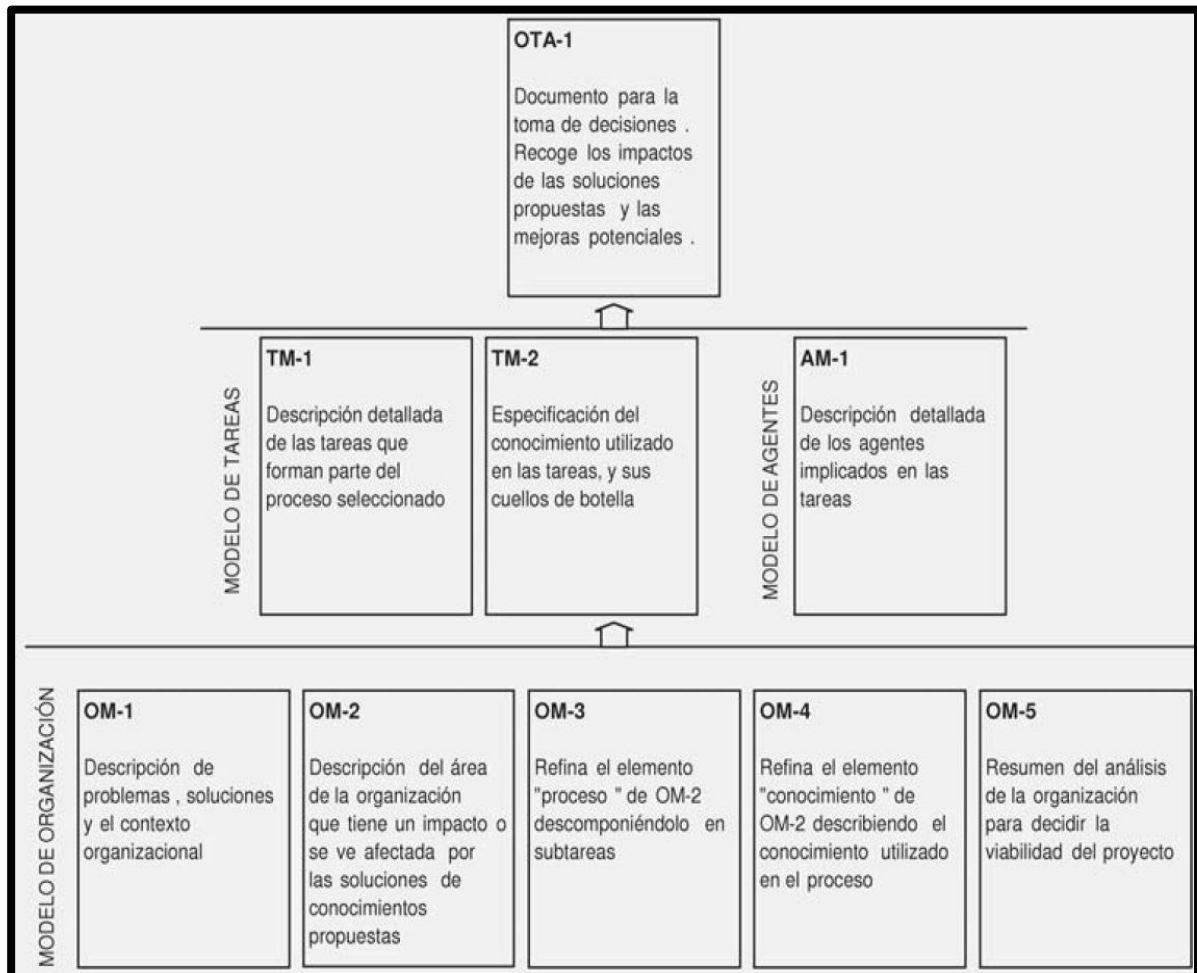 OTA-1
Documento para la
toma de decisiones .
Recoge los impactos
de las soluciones
propuestas y las
mejoras potenciales .
MODELO DE TAREAS
TM-1
Descripción detallada
de las tareas que
forman parte del
proceso seleccionado
TM-2
Especificación del
conocimiento utilizado
en las tareas, y sus
cuellos de botella
MODELO DE AGENTES
AM-1
Descripción detallada
de los agentes
implicados en las
tareas
MODELO DE ORGANIZACIÓN
OM-1
Descripción de
problemas , soluciones
y el contexto
organizacional
OM-2
Descripción del área
de la organización
que tiene un impacto o
se ve afectada por
las soluciones de
conocimientos
propuestas
OM-3
Refina el elemento
"proceso " de OM-2
descomponiéndolo en
subtareas
OM-4
Refina el elemento
"conocimiento " de
OM-2 describiendo el
conocimiento utilizado
en el proceso
OM-5
Resumen del análisis
de la organización
para decidir la
viabilidad del proyecto